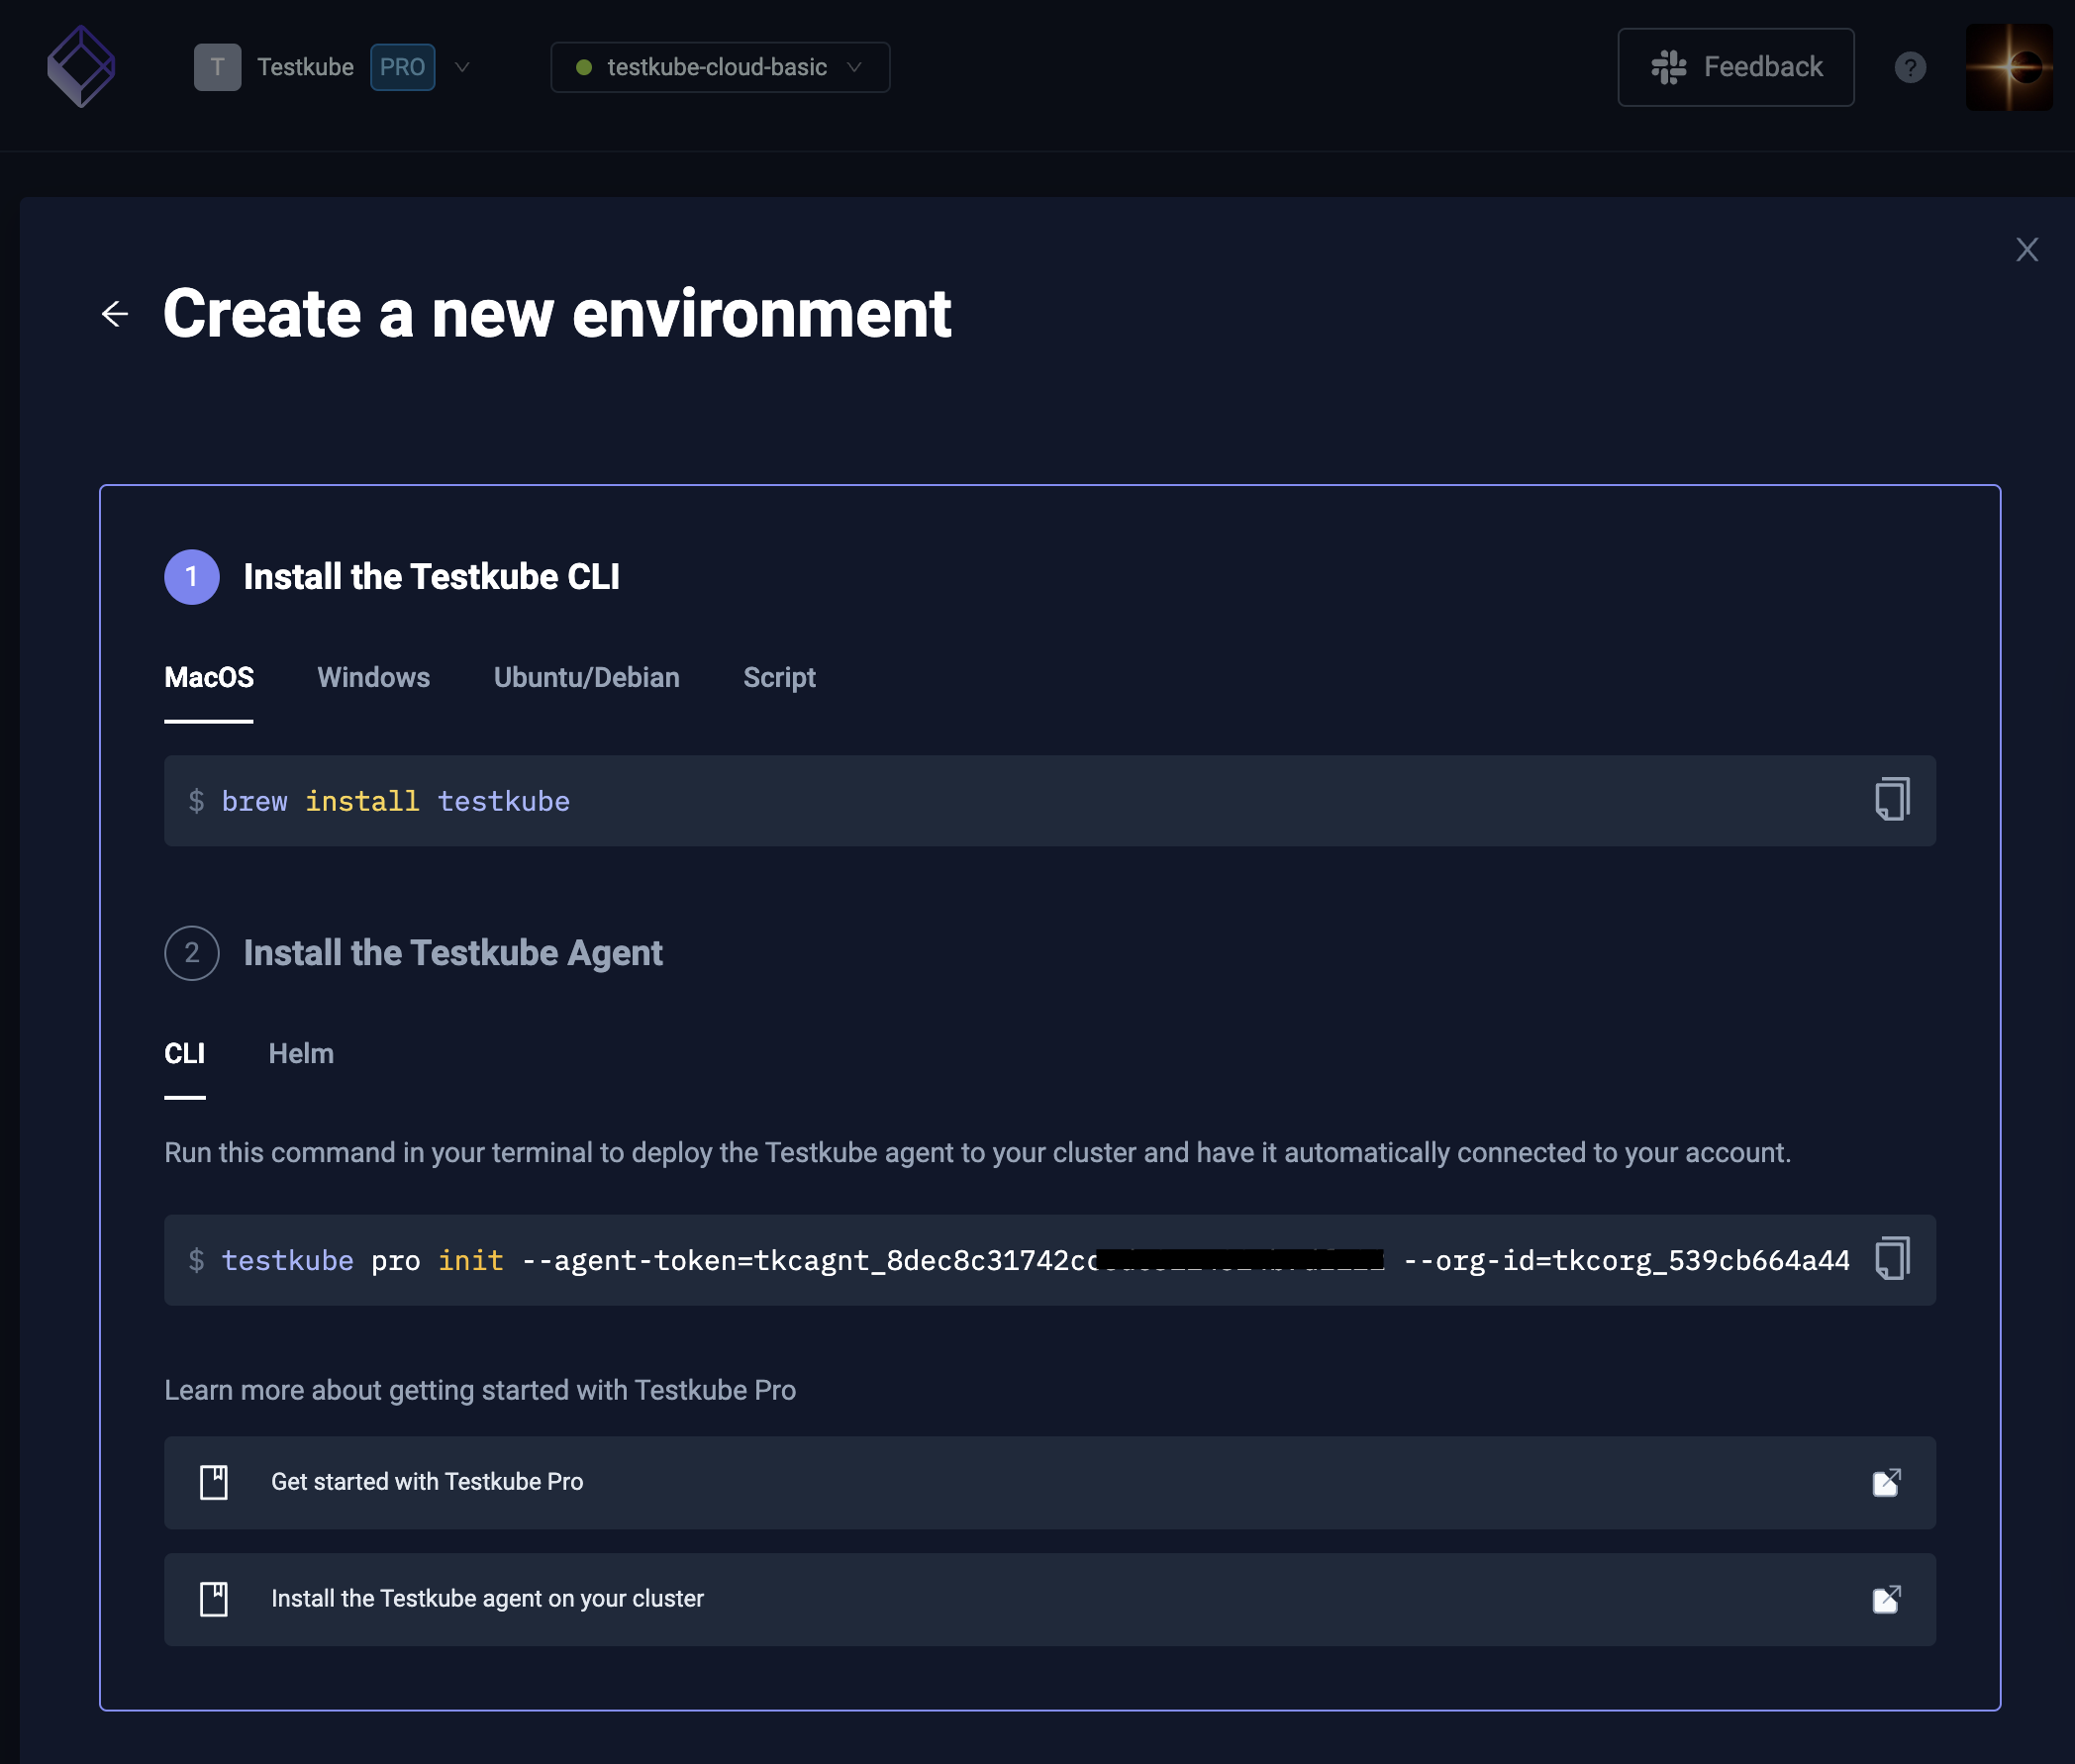 T Testkube PRO testkube-cloud-basic Feedback ?
Create a new environment
1 Install the Testkube CLI
MacOS Windows Ubuntu/Debian Script
$ brew install testkube
2 Install the Testkube Agent
CLI Helm
Run this command in your terminal to deploy the Testkube agent to your cluster and have it automatically connected to your account.
$ testkube pro init --agent-token=tkcagnt_8dec8c31742cc --org-id=tkcorg_539cb664a44
Learn more about getting started with Testkube Pro
Get started with Testkube Pro
Install the Testkube agent on your cluster